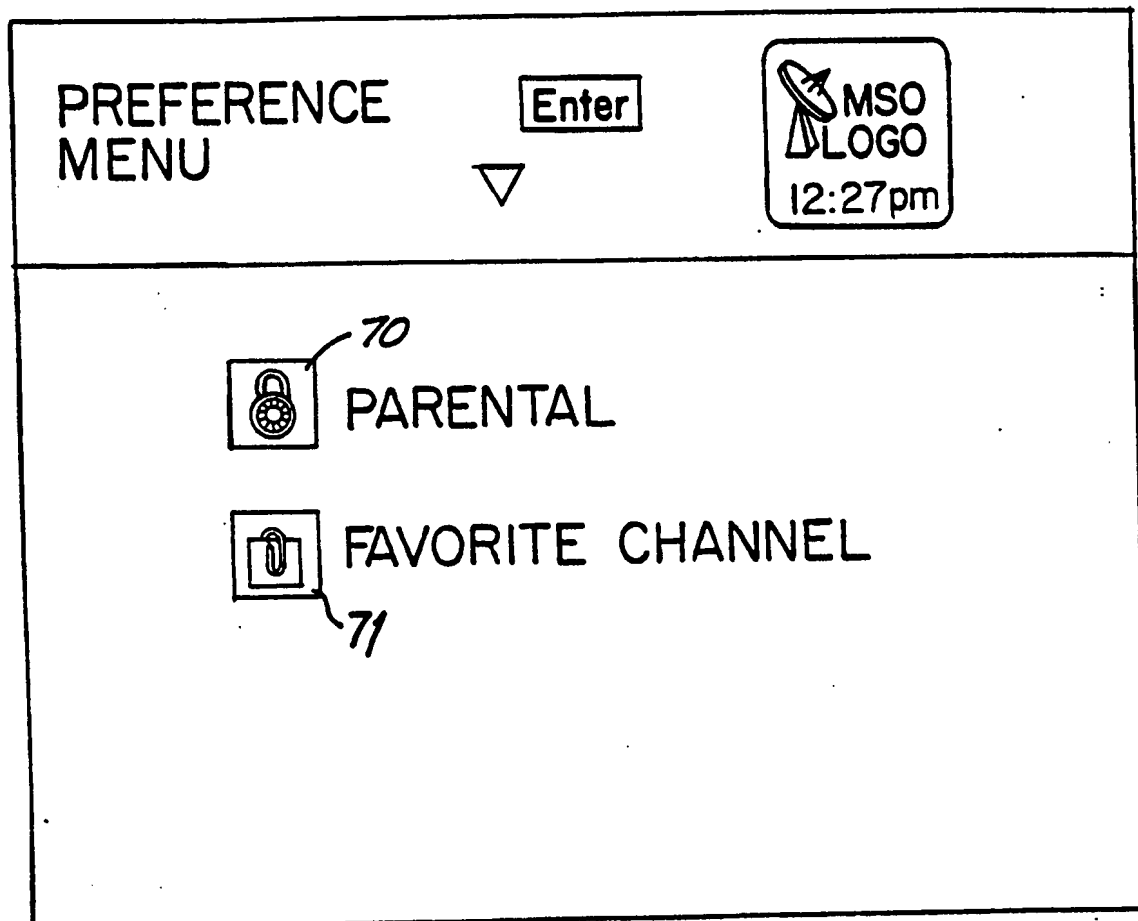 PREFERENCE
MENU
Enter
MSO
LOGO
12:27pm
70
PARENTAL
FAVORITE CHANNEL
71